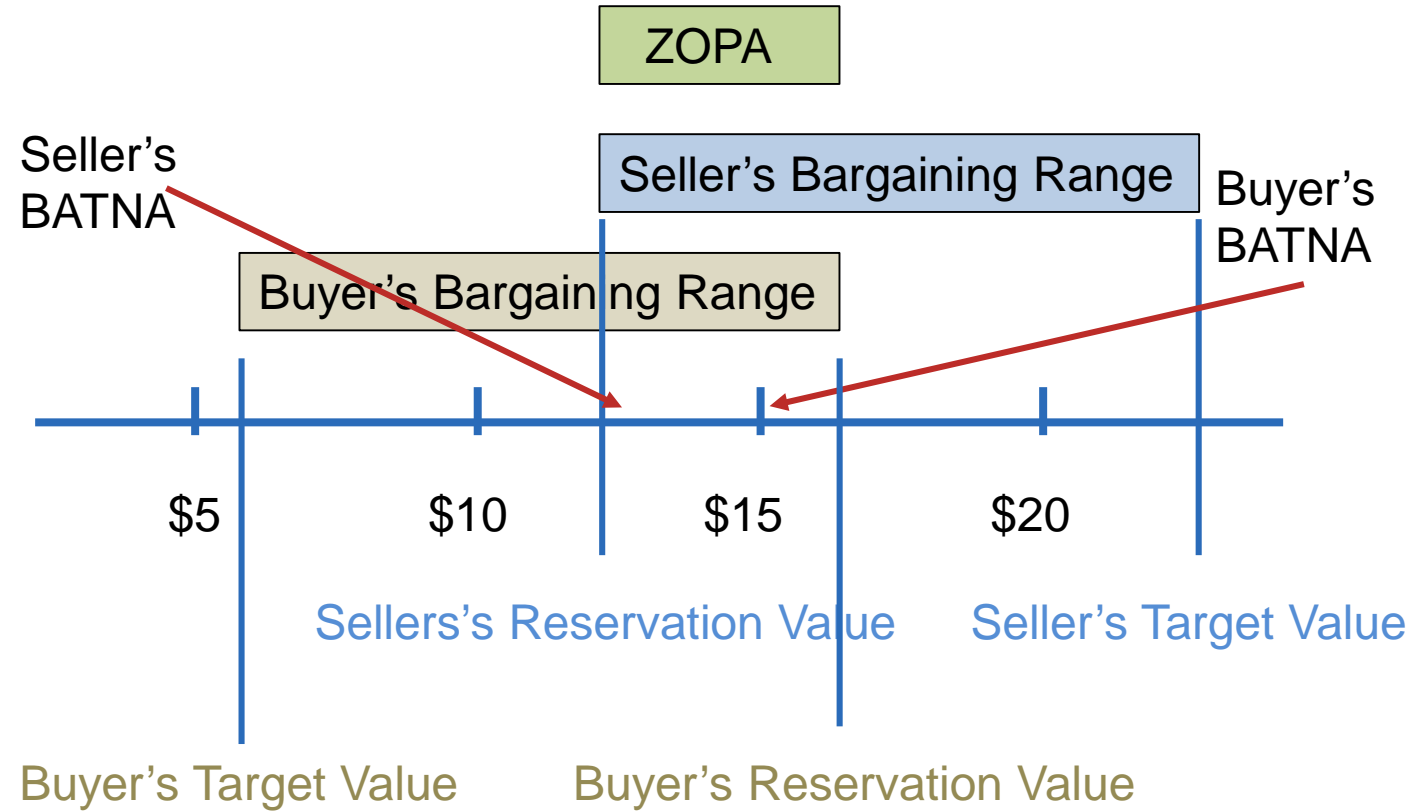 ZOPA
Seller’s
BATNA
Seller’s Bargaining Range
Buyer’s
BATNA
Buyer’s Bargaining Range
$5
$10
$15
$20
Sellers’s Reservation Value
Seller’s Target Value
Buyer’s Target Value
Buyer’s Reservation Value